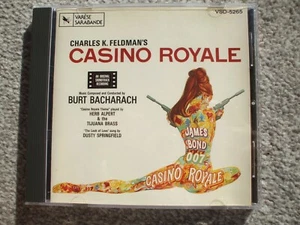 VARÈSE
SARABANDE
VSD-5265
CHARLES K. FELDMAN'S
CASINO ROYALE
AN ORIGINAL
SOUNDTRACK
RECORDING
Music Composed and Conducted by
BURT BACHARACH
"Casino Royale Theme" played by
HERB ALPERT
& the
TIJUANA BRASS
"The Look of Love" sung by
DUSTY SPRINGFIELD
JAMES
BOND
007
CASINO ROYALE